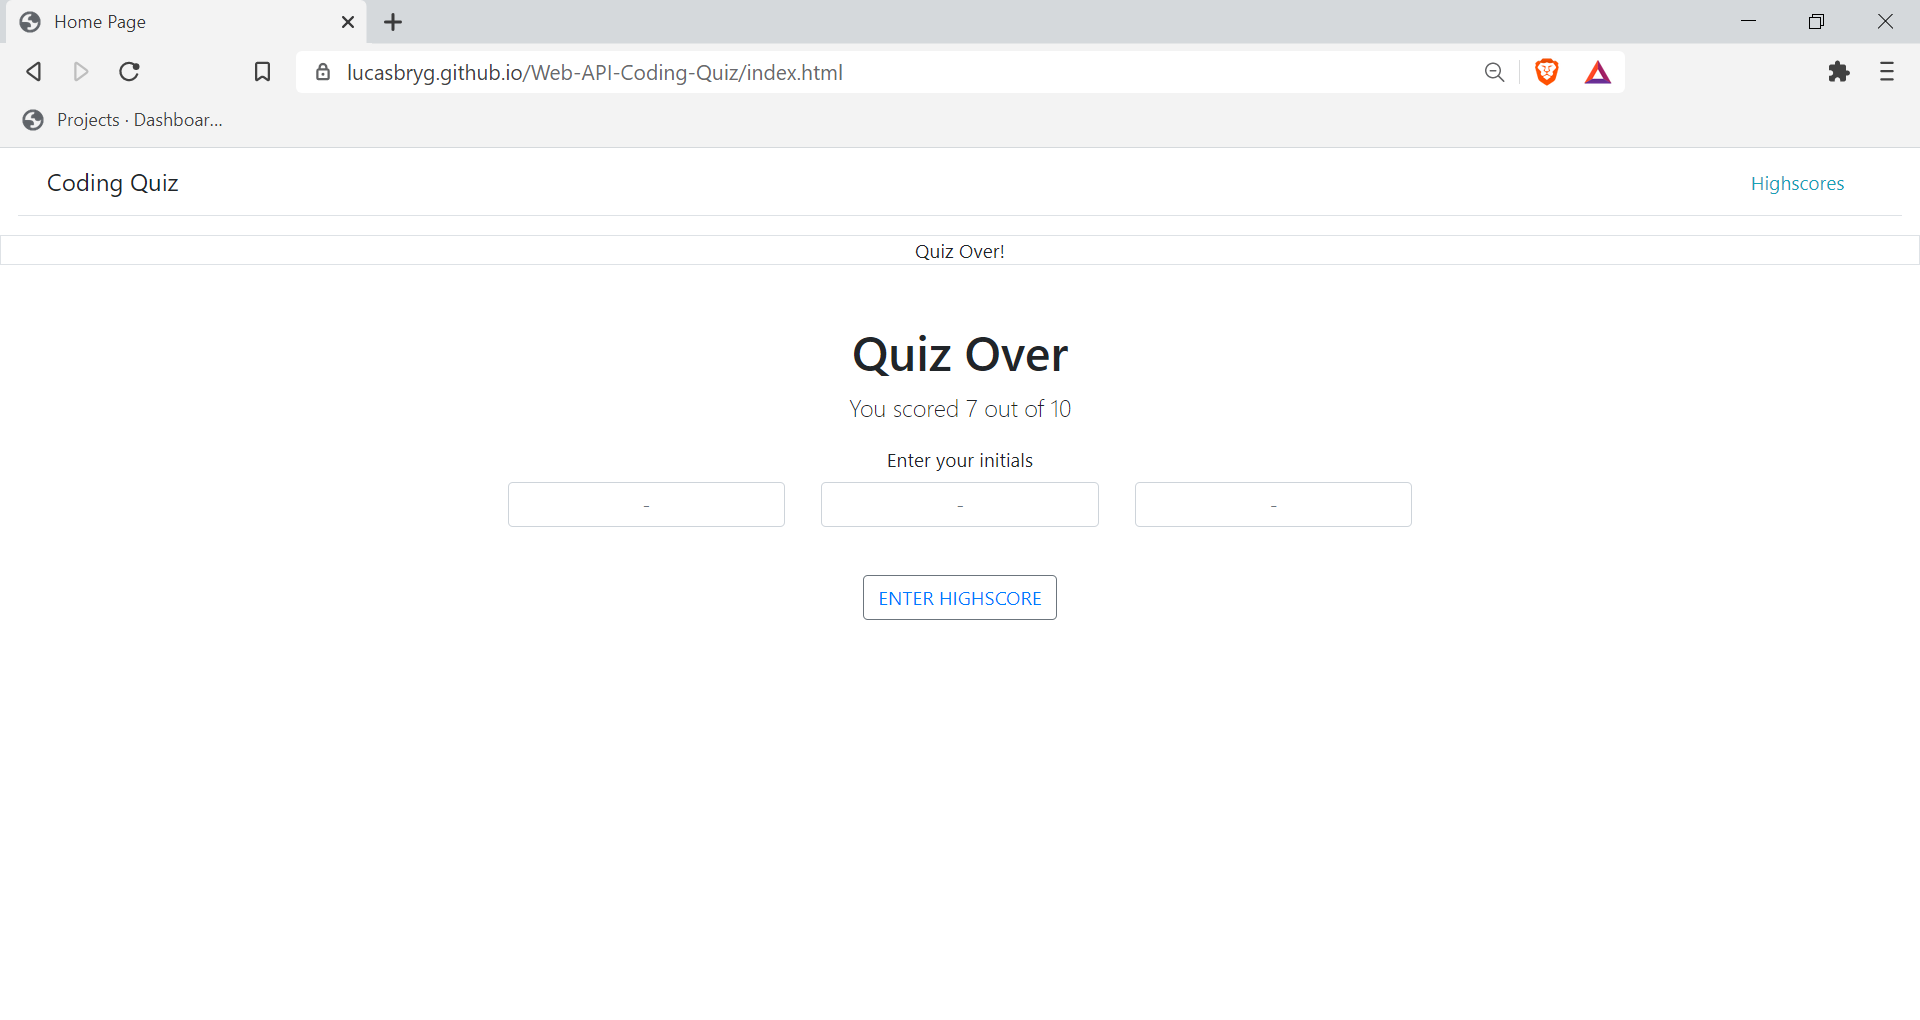 Home Page
lucasbryg.github.io/Web-API-Coding-Quiz/index.html
Projects · Dashboar...
Coding Quiz
Highscores
Quiz Over!
Quiz Over
You scored 7 out of 10
Enter your initials
- - -
ENTER HIGHSCORE